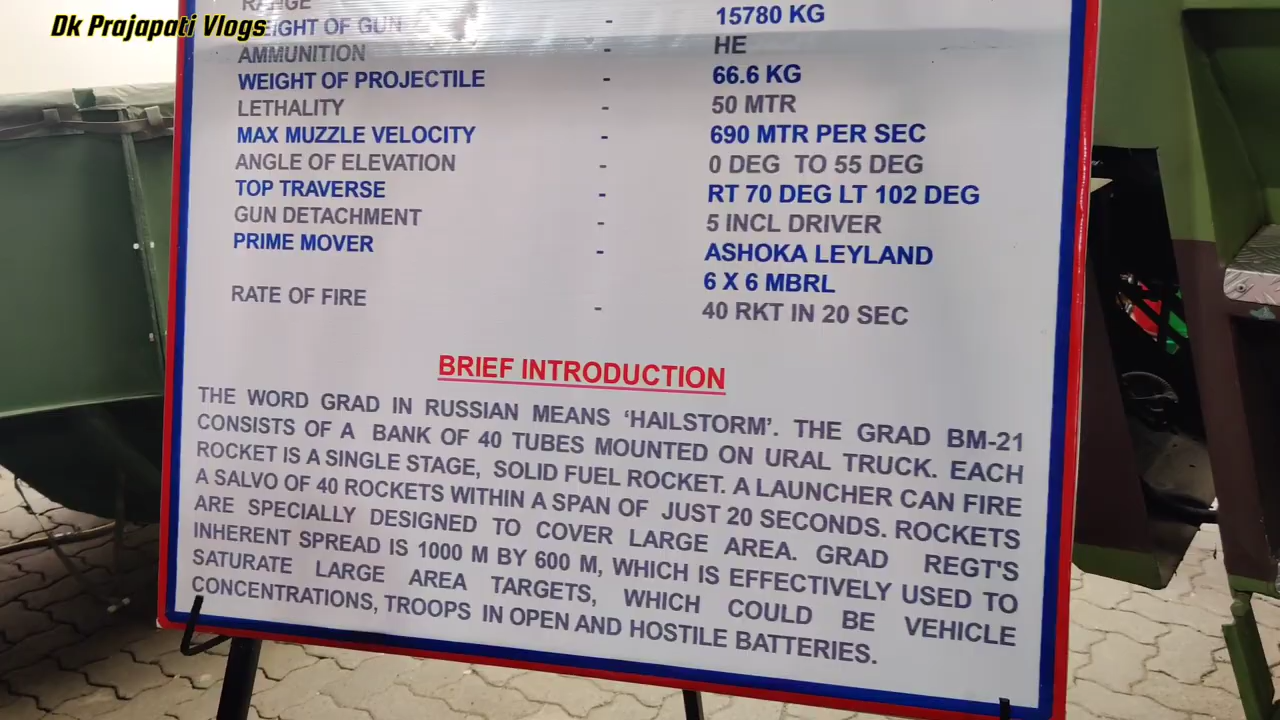 Dk Prajapati Vlogs
RANGE
WEIGHT OF GUN - 15780 KG
AMMUNITION HE
WEIGHT OF PROJECTILE - 66.6 KG
LETHALITY - 50 MTR
MAX MUZZLE VELOCITY - 690 MTR PER SEC
ANGLE OF ELEVATION - 0 DEG TO 55 DEG
TOP TRAVERSE - RT 70 DEG LT 102 DEG
GUN DETACHMENT - 5 INCL DRIVER
PRIME MOVER - ASHOKA LEYLAND
6 X 6 MBRL
RATE OF FIRE - 40 RKT IN 20 SEC
BRIEF INTRODUCTION
THE WORD GRAD IN RUSSIAN MEANS ‘HAILSTORM’. THE GRAD BM-21
CONSISTS OF A BANK OF 40 TUBES MOUNTED ON URAL TRUCK. EACH
ROCKET IS A SINGLE STAGE, SOLID FUEL ROCKET. A LAUNCHER CAN FIRE
A SALVO OF 40 ROCKETS WITHIN A SPAN OF JUST 20 SECONDS. ROCKETS
ARE SPECIALLY DESIGNED TO COVER LARGE AREA. GRAD REGT'S
INHERENT SPREAD IS 1000 M BY 600 M, WHICH IS EFFECTIVELY USED TO
SATURATE LARGE AREA TARGETS, WHICH COULD BE VEHICLE
CONCENTRATIONS, TROOPS IN OPEN AND HOSTILE BATTERIES.